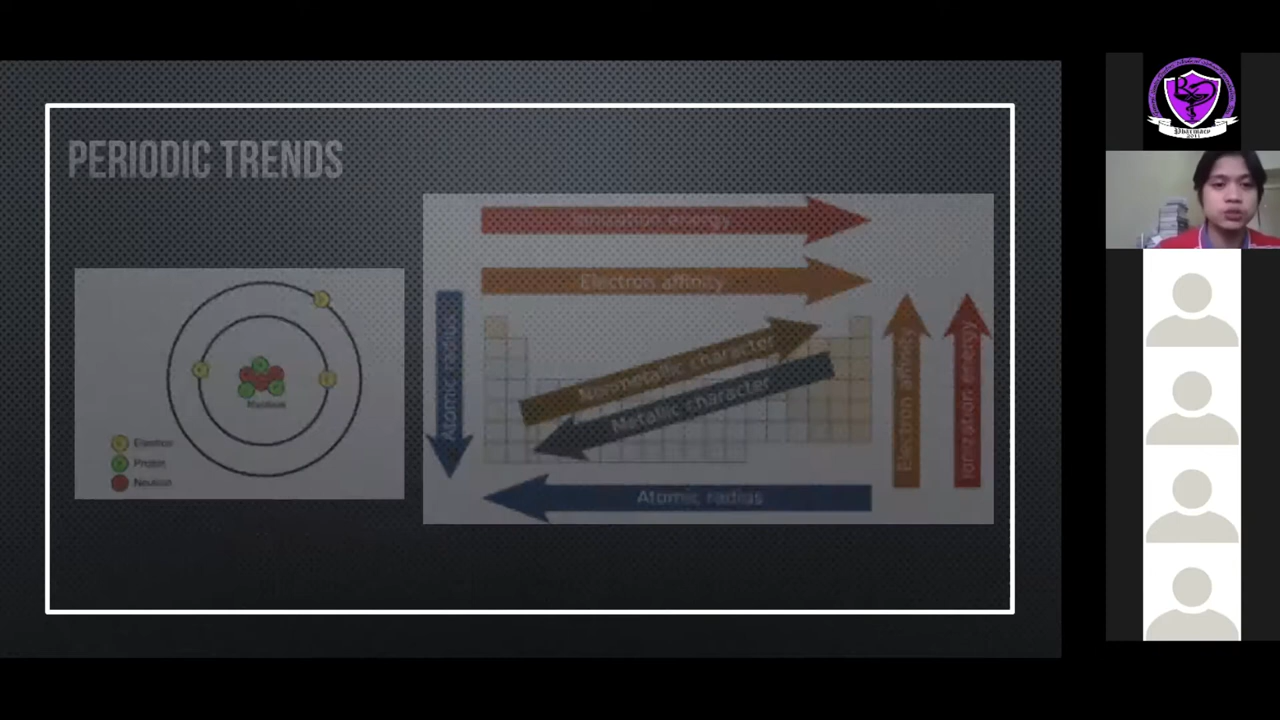 PERIODIC TRENDS
Ionization energy
Electron affinity
Atomic radius
Nonmetallic character
Metallic character
Electron affinity
Ionization energy
Atomic radius
Nucleus
Electron
Proton
Neutron
Pharmacy